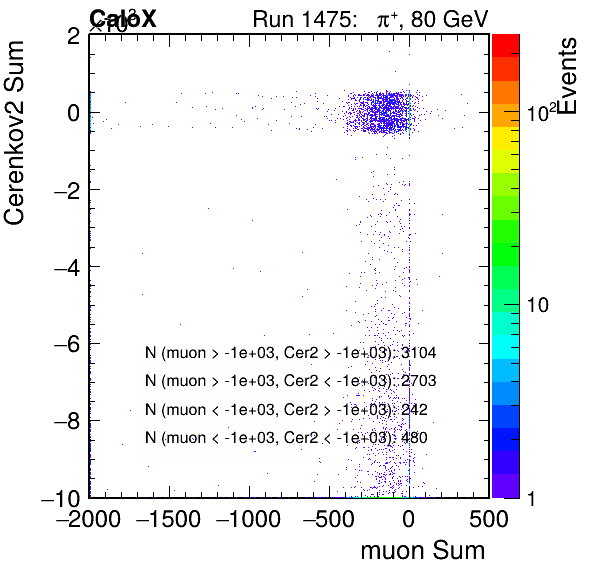 ×10³
CaloX Run 1475: π⁺, 80 GeV
Cerenkov2 Sum
Events
2
0
−2
−4
−6
−8
−10
10²
10
1
N (muon > -1e+03, Cer2 > -1e+03): 3104
N (muon > -1e+03, Cer2 < -1e+03): 2703
N (muon < -1e+03, Cer2 > -1e+03): 242
N (muon < -1e+03, Cer2 < -1e+03): 480
−2000 −1500 −1000 −500 0 500
muon Sum